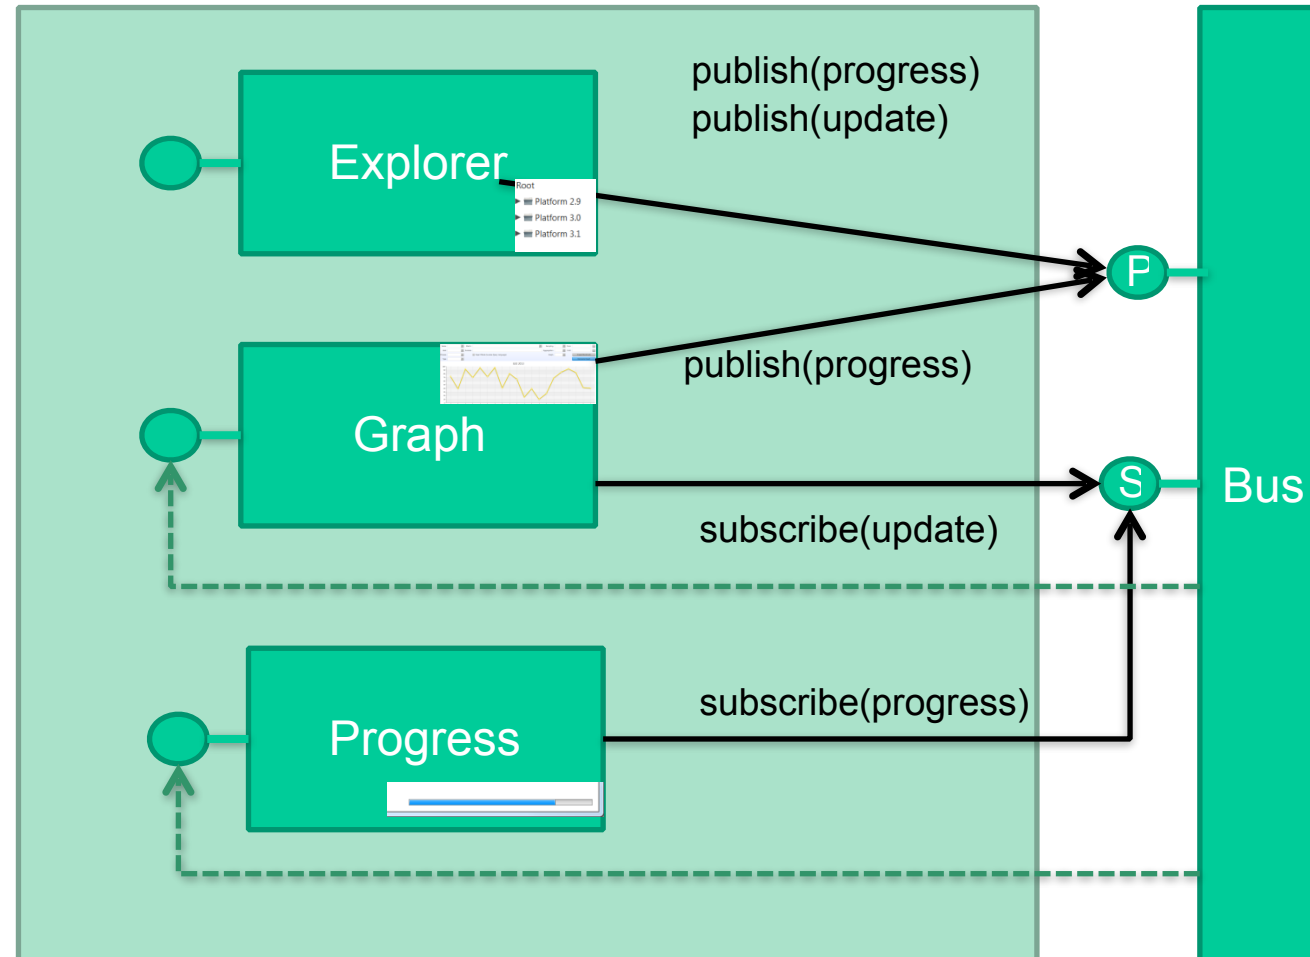 publish(progress)
publish(update)
Explorer
Root
Platform 2.9
Platform 3.0
Platform 3.1
P
publish(progress)
Graph
S
Bus
subscribe(update)
subscribe(progress)
Progress